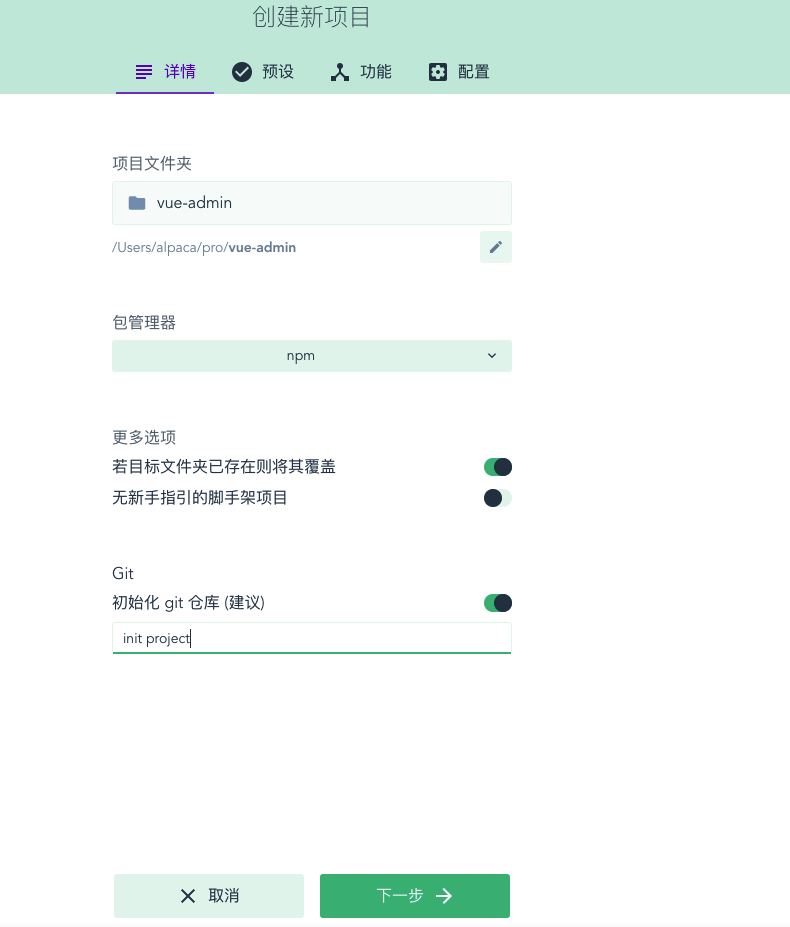 创建新项目
详情 预设 功能 配置
项目文件夹
vue-admin
/Users/alpaca/pro/vue-admin
包管理器
npm
更多选项
若目标文件夹已存在则将其覆盖
无新手指引的脚手架项目
Git
初始化 git 仓库 (建议)
init project
取消 下一步